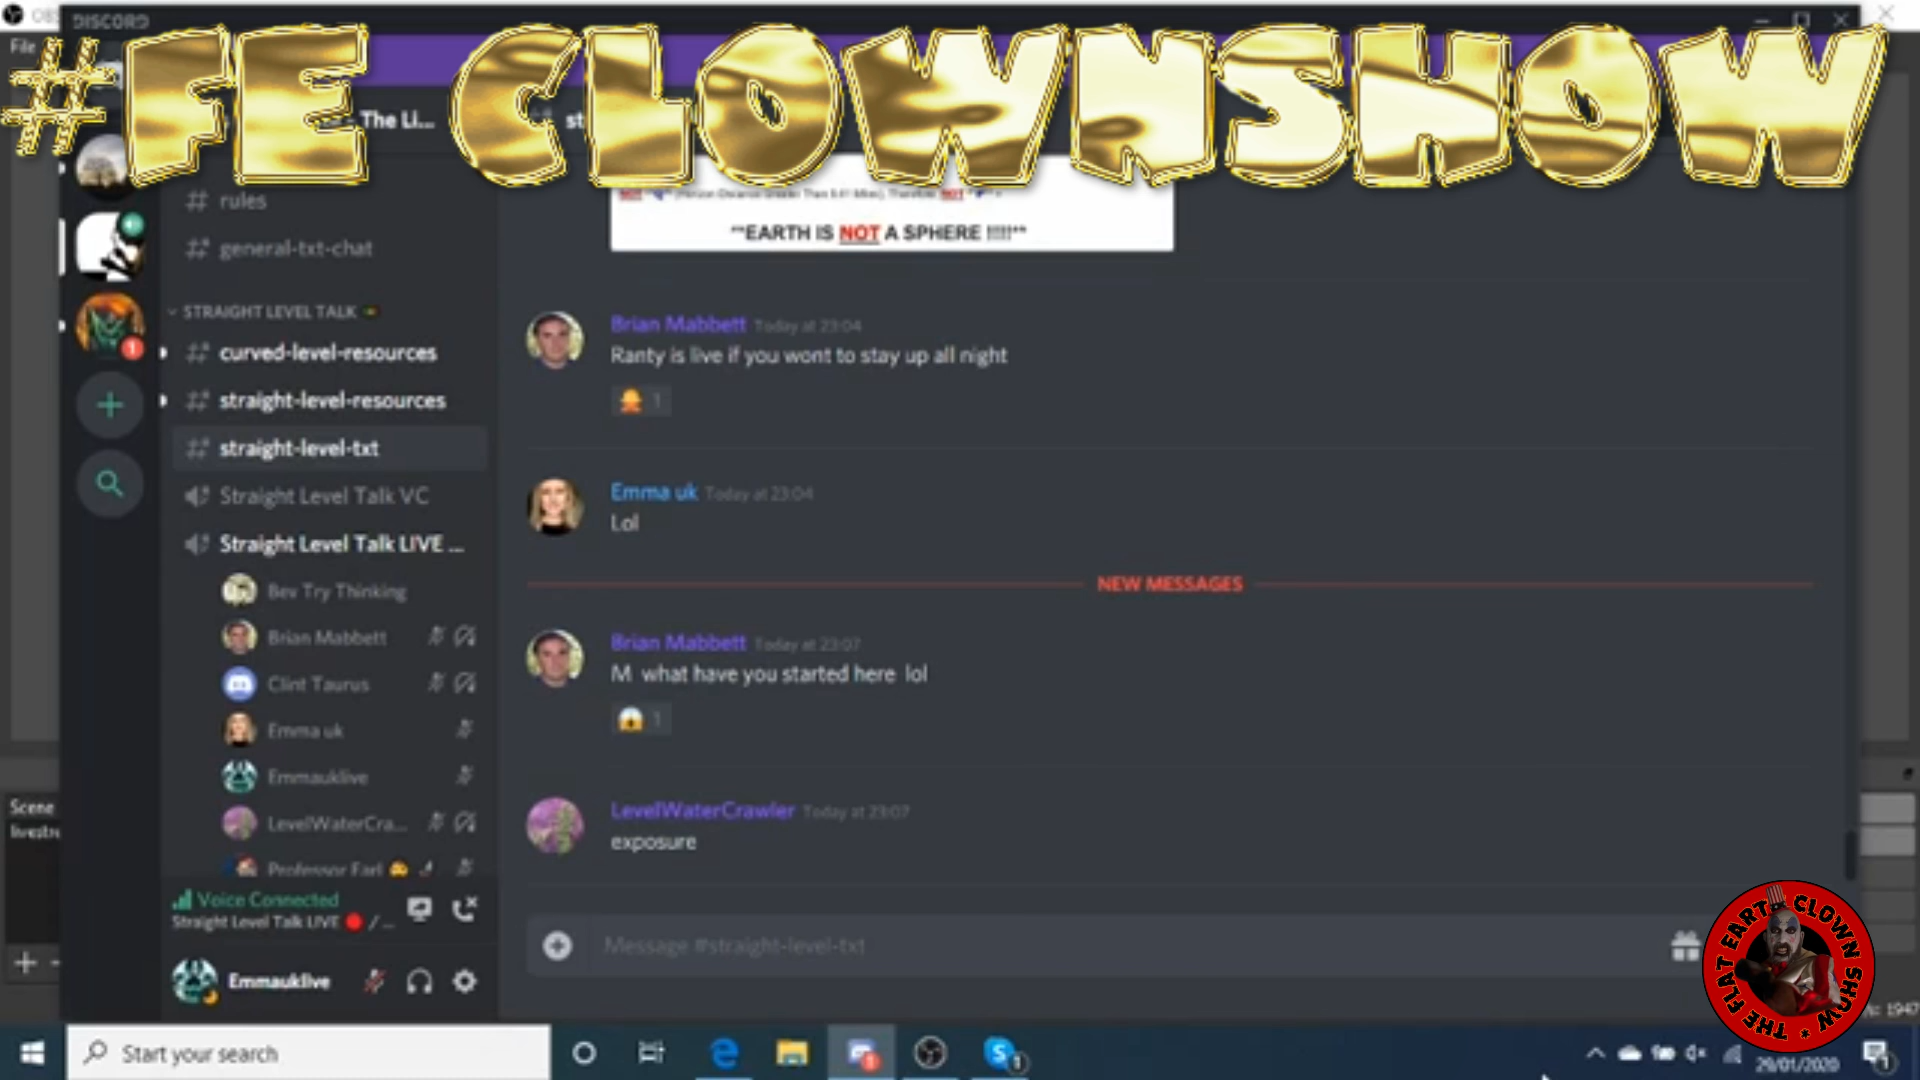 DISCORD
#FE CLOWNSHOW
File
The Li...
rules
general-txt-chat
STRAIGHT LEVEL TALK
curved-level-resources
straight-level-resources
straight-level-txt
Straight Level Talk VC
Straight Level Talk LIVE ...
Bev Try Thinking
Brian Mabbett
Clint Taurus
Emma uk
Emmauklive
LevelWaterCra...
Professor Earl
Voice Connected
Straight Level Talk LIVE / ...
Emmauklive
**EARTH IS NOT A SPHERE !!!!!**
Brian Mabbett Today at 23:04
Ranty is live if you wont to stay up all night
1
Emma uk Today at 23:04
Lol
NEW MESSAGES
Brian Mabbett Today at 23:07
M what have you started here lol
1
LevelWaterCrawler Today at 23:07
exposure
Message #straight-level-txt
Scene
THE FLAT EARTH CLOWN SHOW *
Start your search
29/01/2020